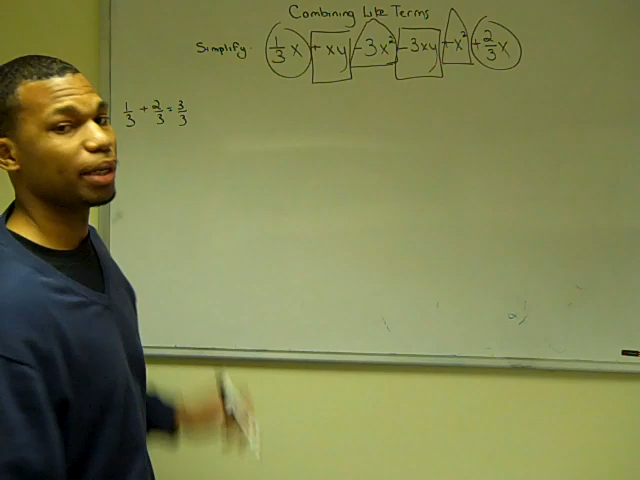 Combining Like Terms
Simplify: 1/3 x + xy - 3x² - 3xy + x² + 2/3 x
1/3 + 2/3 = 3/3